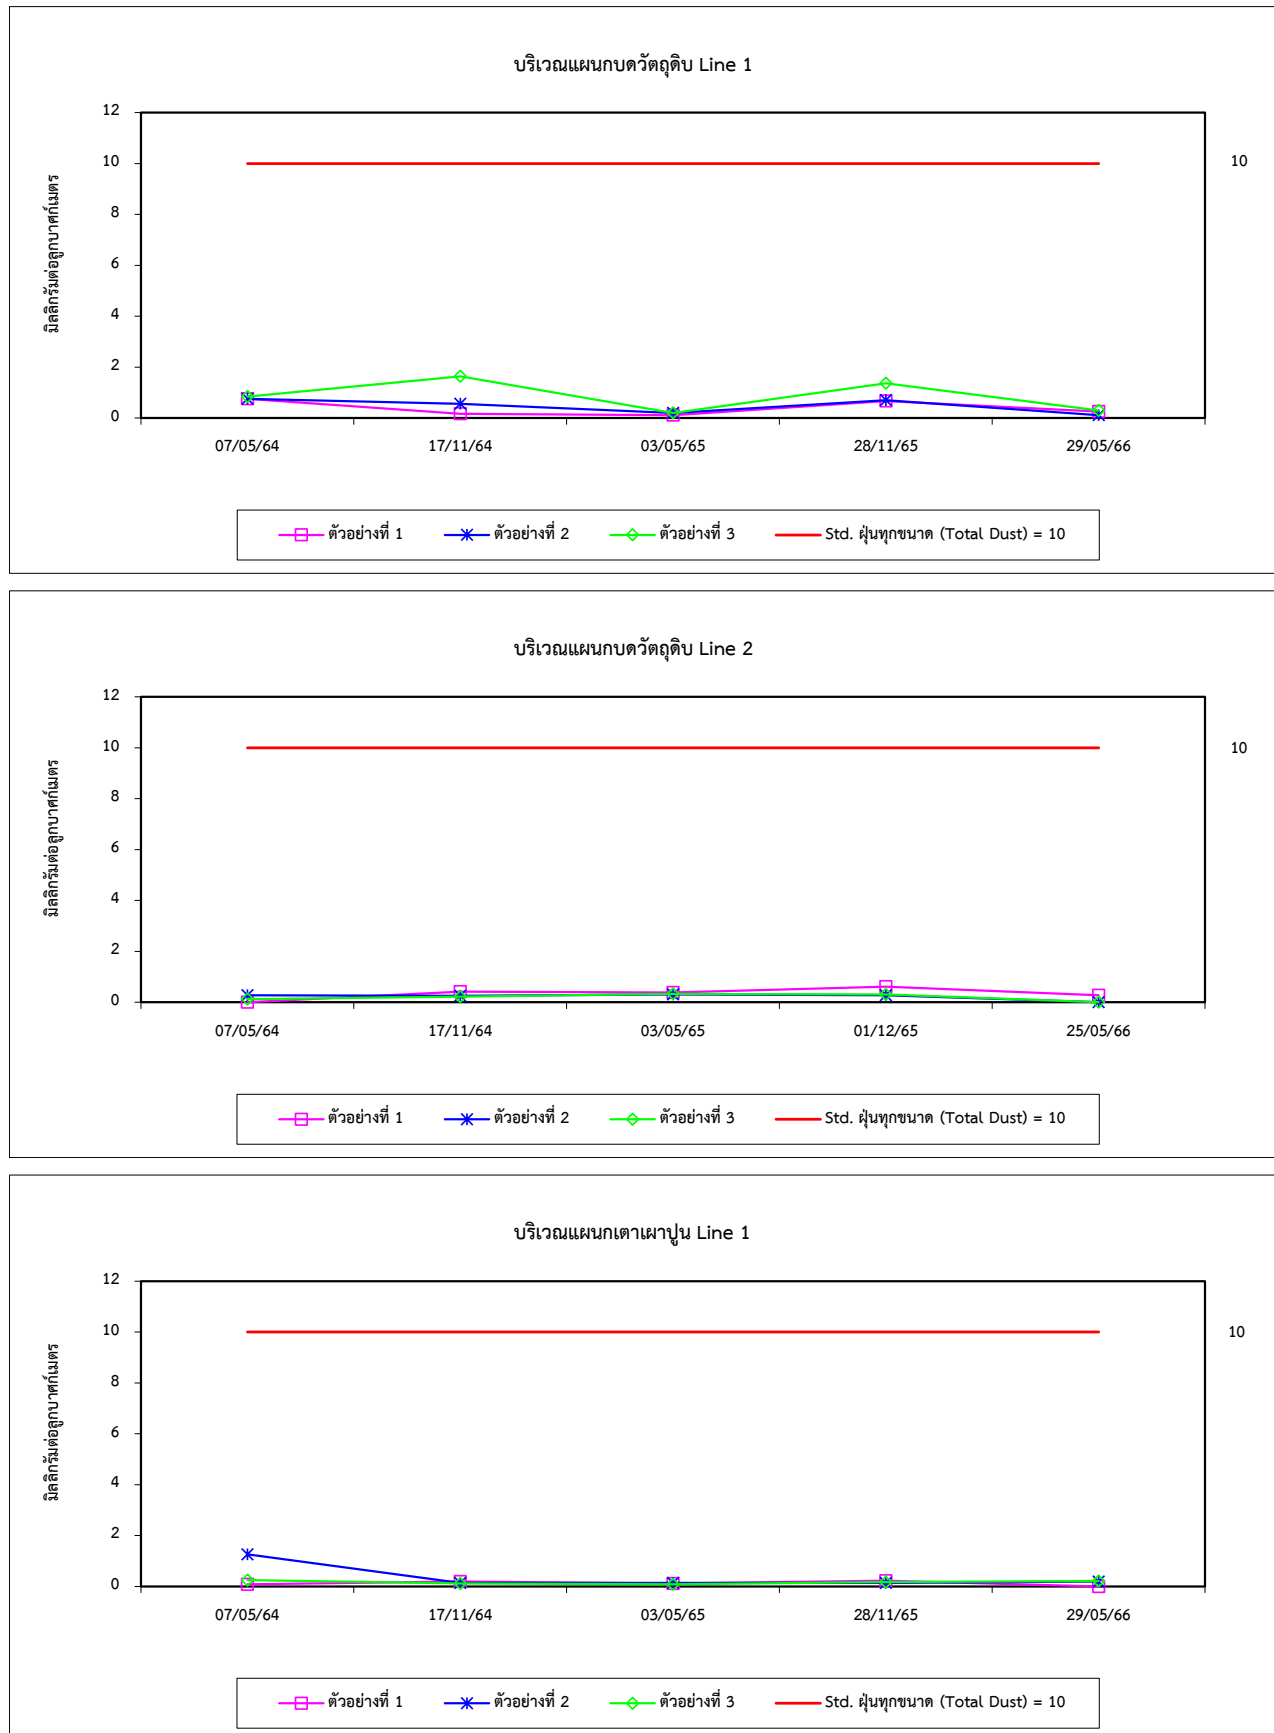 บริเวณแผนกบดวัตถุดิบ Line 1
มิลลิกรัมต่อลูกบาศก์เมตร
12
10
8
6
4
2
0
10
07/05/64 17/11/64 03/05/65 28/11/65 29/05/66
ตัวอย่างที่ 1 ตัวอย่างที่ 2 ตัวอย่างที่ 3 Std. ฝุ่นทุกขนาด (Total Dust) = 10
บริเวณแผนกบดวัตถุดิบ Line 2
มิลลิกรัมต่อลูกบาศก์เมตร
12
10
8
6
4
2
0
10
07/05/64 17/11/64 03/05/65 01/12/65 25/05/66
ตัวอย่างที่ 1 ตัวอย่างที่ 2 ตัวอย่างที่ 3 Std. ฝุ่นทุกขนาด (Total Dust) = 10
บริเวณแผนกเตาเผาปูน Line 1
มิลลิกรัมต่อลูกบาศก์เมตร
12
10
8
6
4
2
0
10
07/05/64 17/11/64 03/05/65 28/11/65 29/05/66
ตัวอย่างที่ 1 ตัวอย่างที่ 2 ตัวอย่างที่ 3 Std. ฝุ่นทุกขนาด (Total Dust) = 10